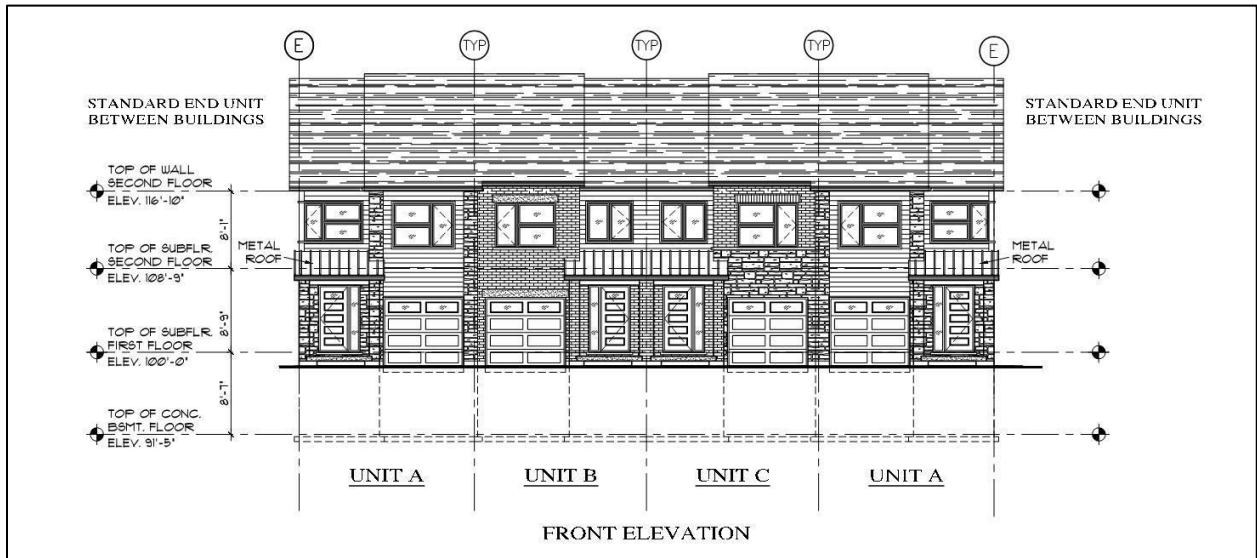 E
TYP
TYP
TYP
E
STANDARD END UNIT
BETWEEN BUILDINGS
STANDARD END UNIT
BETWEEN BUILDINGS
TOP OF WALL
SECOND FLOOR
ELEV. 116'-10"
8'-1"
METAL
ROOF
METAL
ROOF
TOP OF SUBFLR.
SECOND FLOOR
ELEV. 108'-9"
8'-9"
TOP OF SUBFLR.
FIRST FLOOR
ELEV. 100'-0"
8'-7"
TOP OF CONC.
BSMT. FLOOR
ELEV. 91'-5"
UNIT A
UNIT B
UNIT C
UNIT A
FRONT ELEVATION